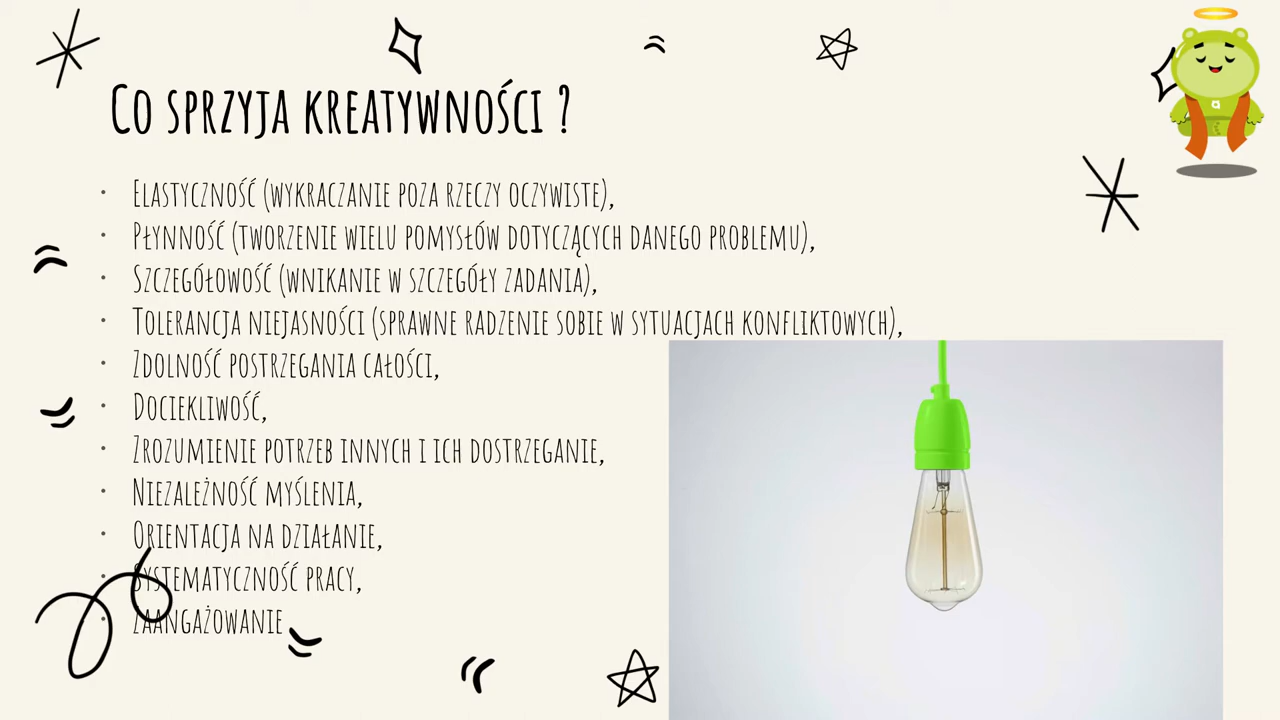 Co sprzyja kreatywności ?
Elastyczność (wykraczanie poza rzeczy oczywiste),
Płynność (tworzenie wielu pomysłów dotyczących danego problemu),
Szczegółowość (wnikanie w szczegóły zadania),
Tolerancja niejasności (sprawne radzenie sobie w sytuacjach konfliktowych),
Zdolność postrzegania całości,
Dociekliwość,
Zrozumienie potrzeb innych i ich dostrzeganie,
Niezależność myślenia,
Orientacja na działanie,
Systematyczność pracy,
Zaangażowanie